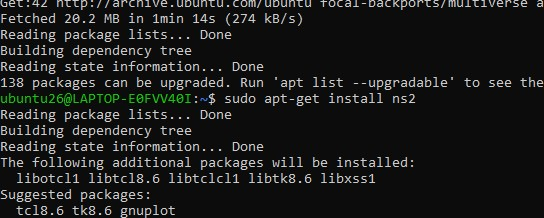 Get:42 http://archive.ubuntu.com/ubuntu focal-backports/multiverse a
Fetched 20.2 MB in 1min 14s (274 kB/s)
Reading package lists... Done
Building dependency tree
Reading state information... Done
138 packages can be upgraded. Run 'apt list --upgradable' to see the
ubuntu26@LAPTOP-E0FVV40I:~$ sudo apt-get install ns2
Reading package lists... Done
Building dependency tree
Reading state information... Done
The following additional packages will be installed:
  libotcl1 libtcl8.6 libtclcl1 libtk8.6 libxss1
Suggested packages:
  tcl8.6 tk8.6 gnuplot